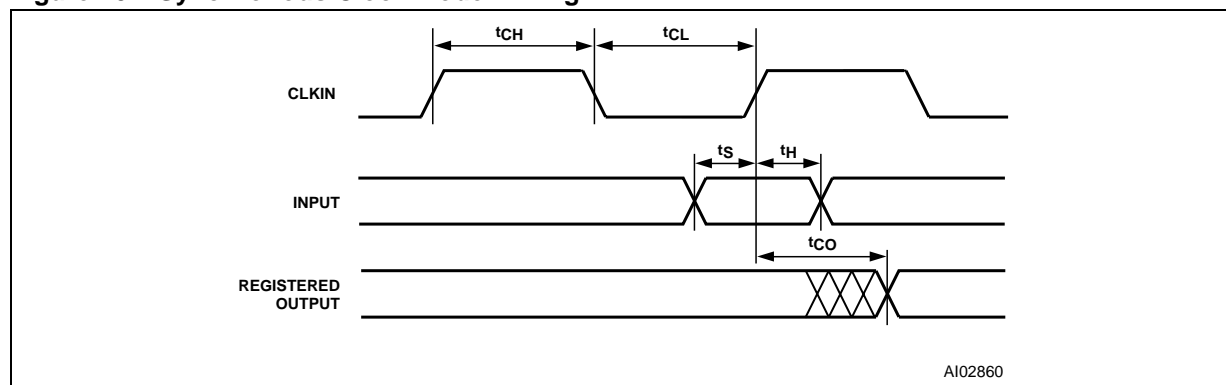 tCH
tCL
CLKIN
tS
tH
INPUT
tCO
REGISTERED
OUTPUT
AI02860